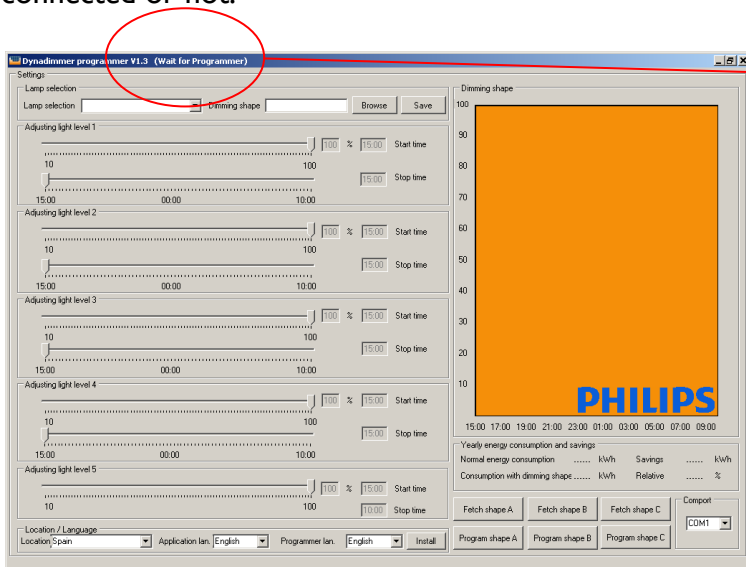 connected or not.
Dynadimmer programmer V1.3 (Wait for Programmer)
Settings
Lamp selection
Lamp selection Dimming shape Browse Save
Adjusting light level 1
100 % 15:00 Start time
10 100
15:00 Stop time
15:00 00:00 10:00
Adjusting light level 2
100 % 15:00 Start time
10 100
15:00 Stop time
15:00 00:00 10:00
Adjusting light level 3
100 % 15:00 Start time
10 100
15:00 Stop time
15:00 00:00 10:00
Adjusting light level 4
100 % 15:00 Start time
10 100
15:00 Stop time
15:00 00:00 10:00
Adjusting light level 5
100 % 15:00 Start time
10 100
10:00 Stop time
Location / Language
Location Spain Application lan. English Programmer lan. English Install
Dimming shape
100
90
80
70
60
50
40
30
20
10
PHILIPS
15:00 17:00 19:00 21:00 23:00 01:00 03:00 05:00 07:00 09:00
Yearly energy consumption and savings
Normal energy consumption ...... kWh Savings ...... kWh
Consumption with dimming shape ...... kWh Relative ...... %
Fetch shape A Fetch shape B Fetch shape C
Program shape A Program shape B Program shape C
Comport
COM1